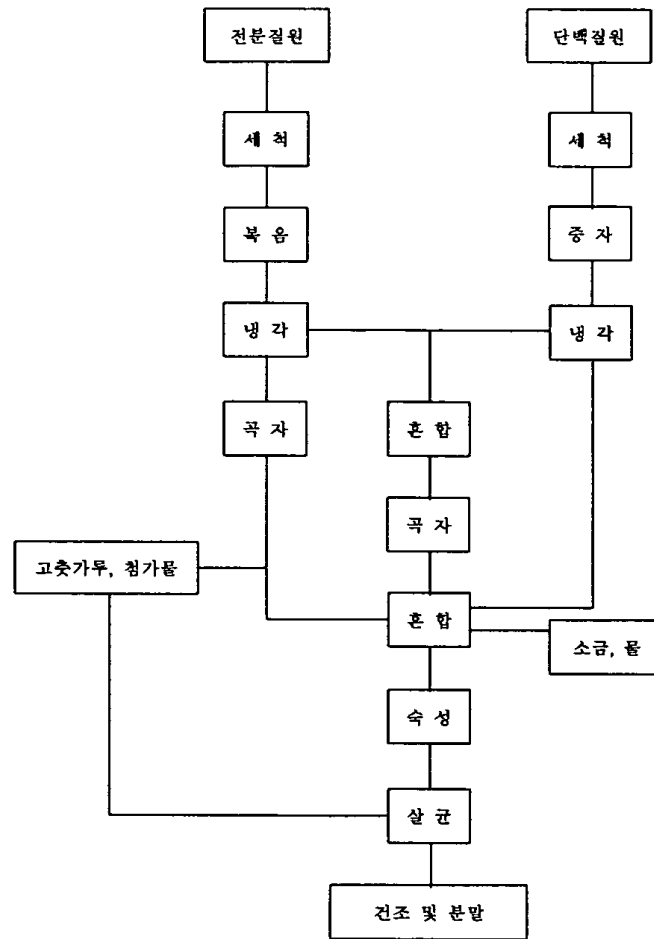 전분질원
단백질원
세 척
세 척
볶 음
증 자
냉 각
냉 각
곡 자
혼 합
곡 자
고춧가루, 첨가물
혼 합
소금, 물
숙 성
살 균
건조 및 분말